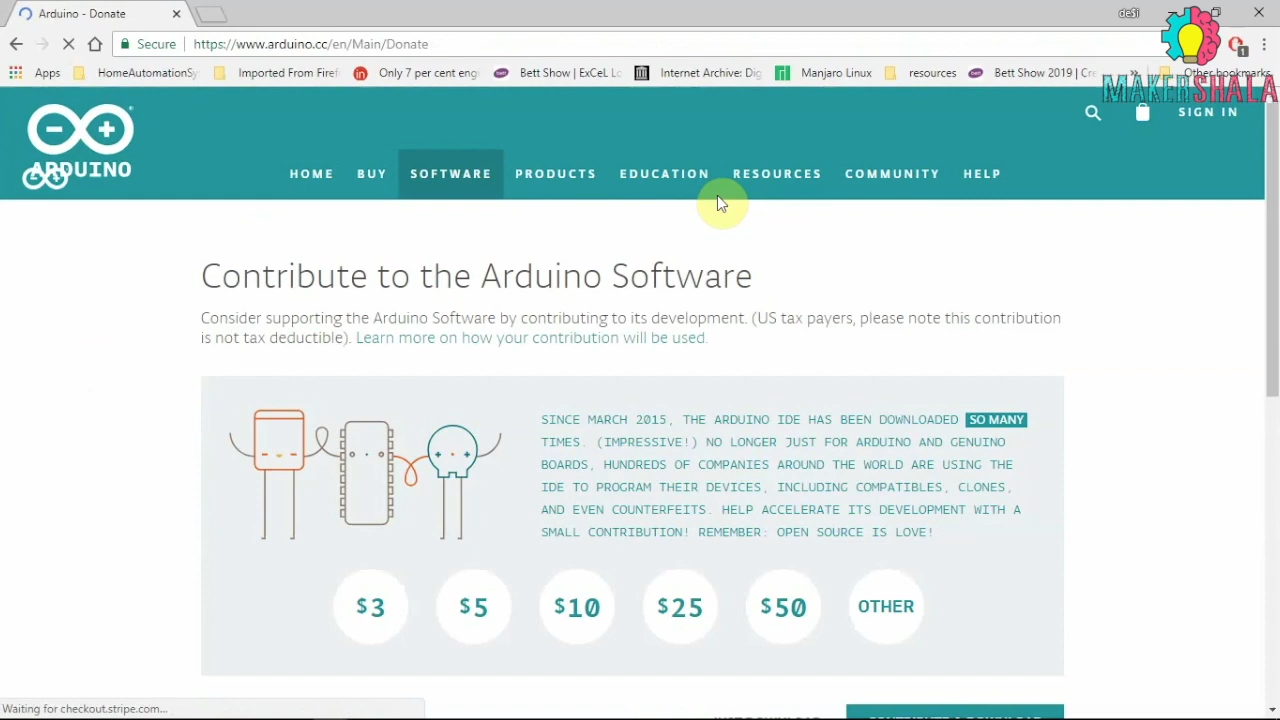 Arduino - Donate
deSi
Secure https://www.arduino.cc/en/Main/Donate
Apps HomeAutomationSy Imported From Firef Only 7 per cent eng Bett Show | ExCeL Lo Internet Archive: Dig Manjaro Linux resources Bett Show 2019 | Cre Other bookmarks
MAKERSHALA
ARDUINO
SIGN IN
HOME BUY SOFTWARE PRODUCTS EDUCATION RESOURCES COMMUNITY HELP
Contribute to the Arduino Software
Consider supporting the Arduino Software by contributing to its development. (US tax payers, please note this contribution
is not tax deductible). Learn more on how your contribution will be used.
SINCE MARCH 2015, THE ARDUINO IDE HAS BEEN DOWNLOADED SO MANY
TIMES. (IMPRESSIVE!) NO LONGER JUST FOR ARDUINO AND GENUINO
BOARDS, HUNDREDS OF COMPANIES AROUND THE WORLD ARE USING THE
IDE TO PROGRAM THEIR DEVICES, INCLUDING COMPATIBLES, CLONES,
AND EVEN COUNTERFEITS. HELP ACCELERATE ITS DEVELOPMENT WITH A
SMALL CONTRIBUTION! REMEMBER: OPEN SOURCE IS LOVE!
$3 $5 $10 $25 $50 OTHER
Waiting for checkout.stripe.com...